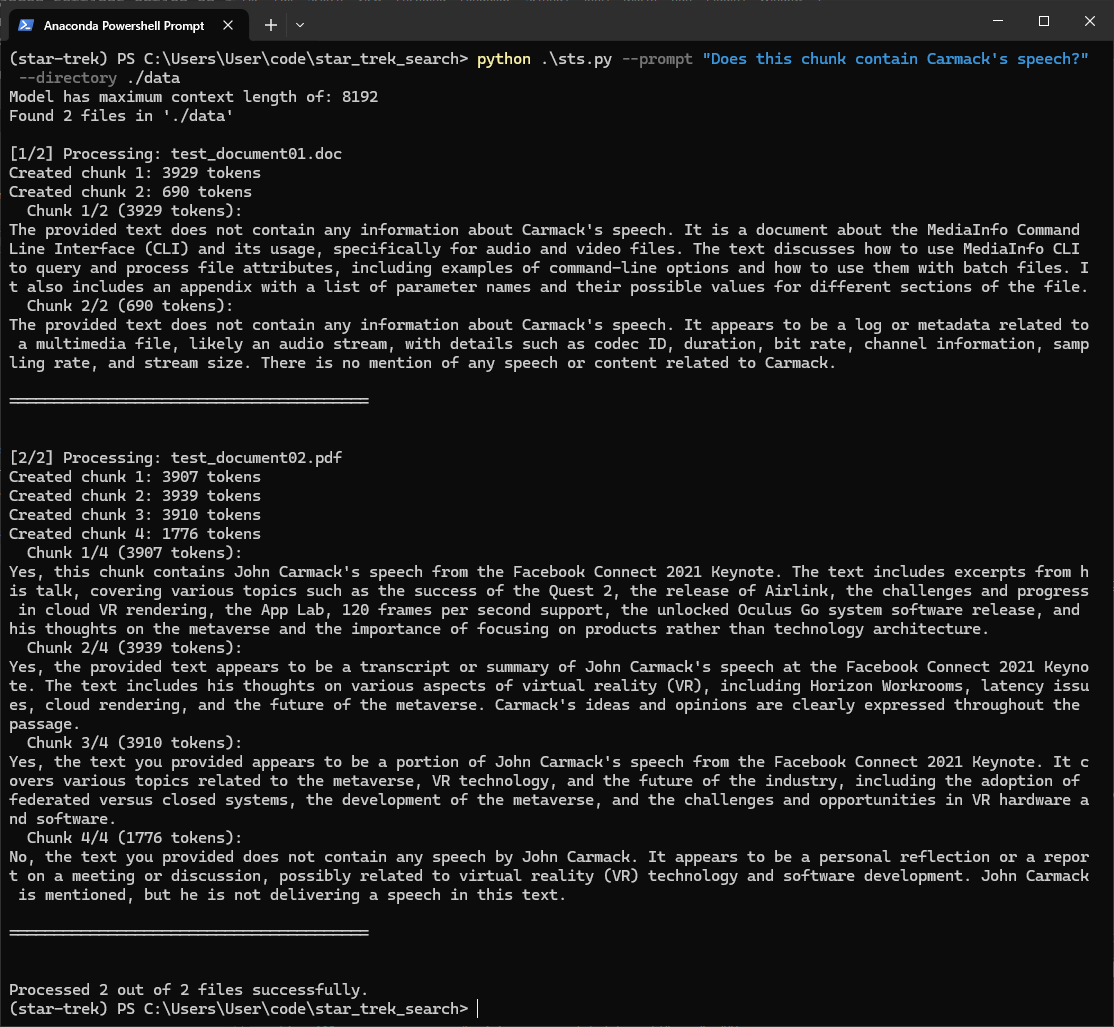 Anaconda Powershell Prompt
(star-trek) PS C:\Users\User\code\star_trek_search> python .\sts.py --prompt "Does this chunk contain Carmack's speech?"
 --directory ./data
Model has maximum context length of: 8192
Found 2 files in './data'
[1/2] Processing: test_document01.doc
Created chunk 1: 3929 tokens
Created chunk 2: 690 tokens
  Chunk 1/2 (3929 tokens):
The provided text does not contain any information about Carmack's speech. It is a document about the MediaInfo Command
Line Interface (CLI) and its usage, specifically for audio and video files. The text discusses how to use MediaInfo CLI
to query and process file attributes, including examples of command-line options and how to use them with batch files. I
t also includes an appendix with a list of parameter names and their possible values for different sections of the file.
  Chunk 2/2 (690 tokens):
The provided text does not contain any information about Carmack's speech. It appears to be a log or metadata related to
 a multimedia file, likely an audio stream, with details such as codec ID, duration, bit rate, channel information, samp
ling rate, and stream size. There is no mention of any speech or content related to Carmack.
========================================
[2/2] Processing: test_document02.pdf
Created chunk 1: 3907 tokens
Created chunk 2: 3939 tokens
Created chunk 3: 3910 tokens
Created chunk 4: 1776 tokens
  Chunk 1/4 (3907 tokens):
Yes, this chunk contains John Carmack's speech from the Facebook Connect 2021 Keynote. The text includes excerpts from h
is talk, covering various topics such as the success of the Quest 2, the release of Airlink, the challenges and progress
 in cloud VR rendering, the App Lab, 120 frames per second support, the unlocked Oculus Go system software release, and
his thoughts on the metaverse and the importance of focusing on products rather than technology architecture.
  Chunk 2/4 (3939 tokens):
Yes, the provided text appears to be a transcript or summary of John Carmack's speech at the Facebook Connect 2021 Keyno
te. The text includes his thoughts on various aspects of virtual reality (VR), including Horizon Workrooms, latency issu
es, cloud rendering, and the future of the metaverse. Carmack's ideas and opinions are clearly expressed throughout the
passage.
  Chunk 3/4 (3910 tokens):
Yes, the text you provided appears to be a portion of John Carmack's speech from the Facebook Connect 2021 Keynote. It c
overs various topics related to the metaverse, VR technology, and the future of the industry, including the adoption of
federated versus closed systems, the development of the metaverse, and the challenges and opportunities in VR hardware a
nd software.
  Chunk 4/4 (1776 tokens):
No, the text you provided does not contain any speech by John Carmack. It appears to be a personal reflection or a repor
t on a meeting or discussion, possibly related to virtual reality (VR) technology and software development. John Carmack
 is mentioned, but he is not delivering a speech in this text.
========================================
Processed 2 out of 2 files successfully.
(star-trek) PS C:\Users\User\code\star_trek_search>